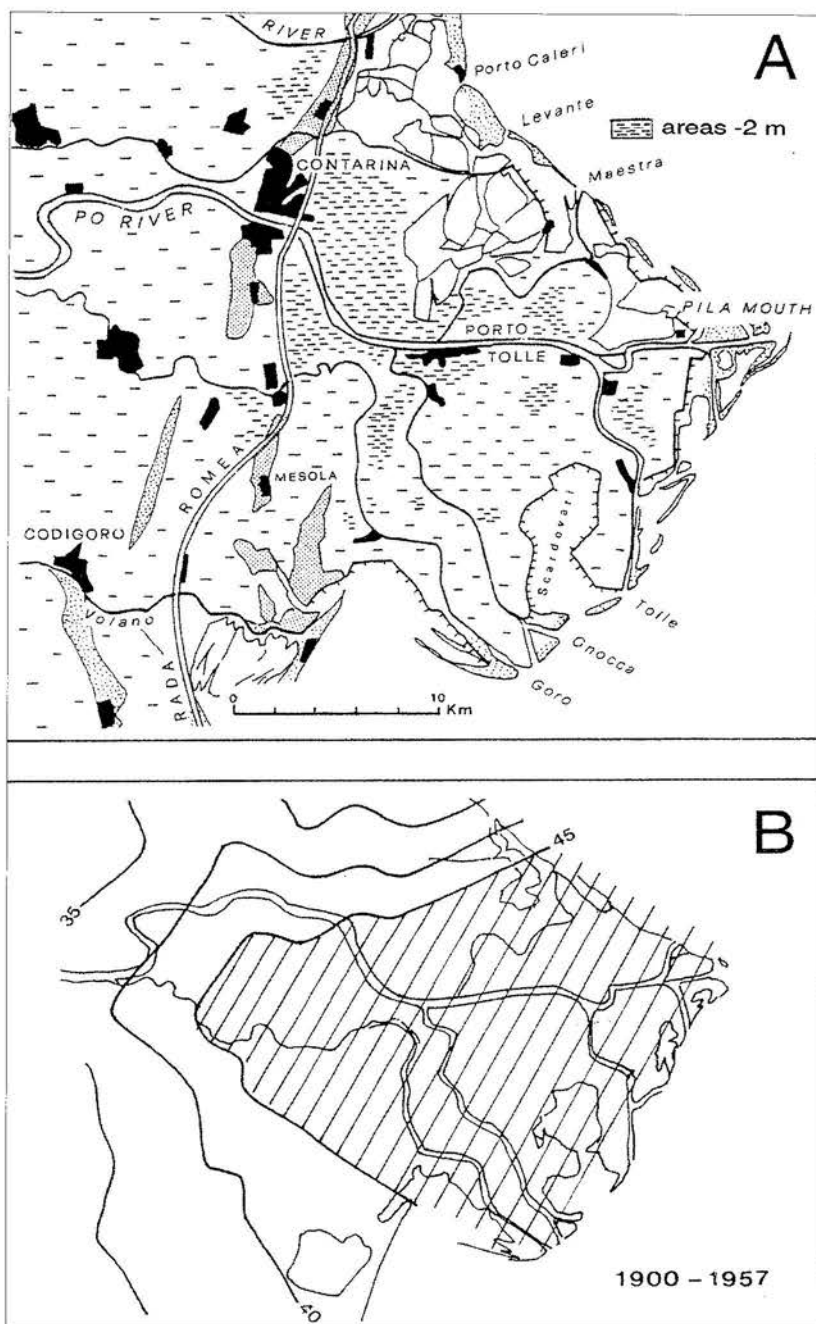 A
RIVER
Porto Caleri
Levante
areas -2 m
Maestra
CONTARINA
PO RIVER
PILA MOUTH
PORTO
TOLLE
ROMEA
MESOLA
CODIGORO
Scardovari
Volano
Tolle
Gnocca
Goro
RADA
0 10
Km
B
45
35
40
1900 - 1957